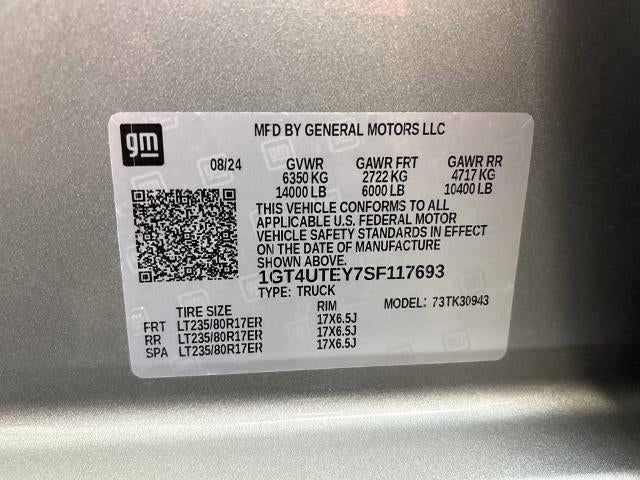 gm
MFD BY GENERAL MOTORS LLC
08/24 GVWR GAWR FRT GAWR RR
6350 KG 2722 KG 4717 KG
14000 LB 6000 LB 10400 LB
THIS VEHICLE CONFORMS TO ALL
APPLICABLE U.S. FEDERAL MOTOR
VEHICLE SAFETY STANDARDS IN EFFECT
ON THE DATE OF MANUFACTURE
SHOWN ABOVE.
1GT4UTEY7SF117693
TYPE: TRUCK MODEL: 73TK30943
TIRE SIZE RIM
FRT LT235/80R17ER 17X6.5J
RR LT235/80R17ER 17X6.5J
SPA LT235/80R17ER 17X6.5J